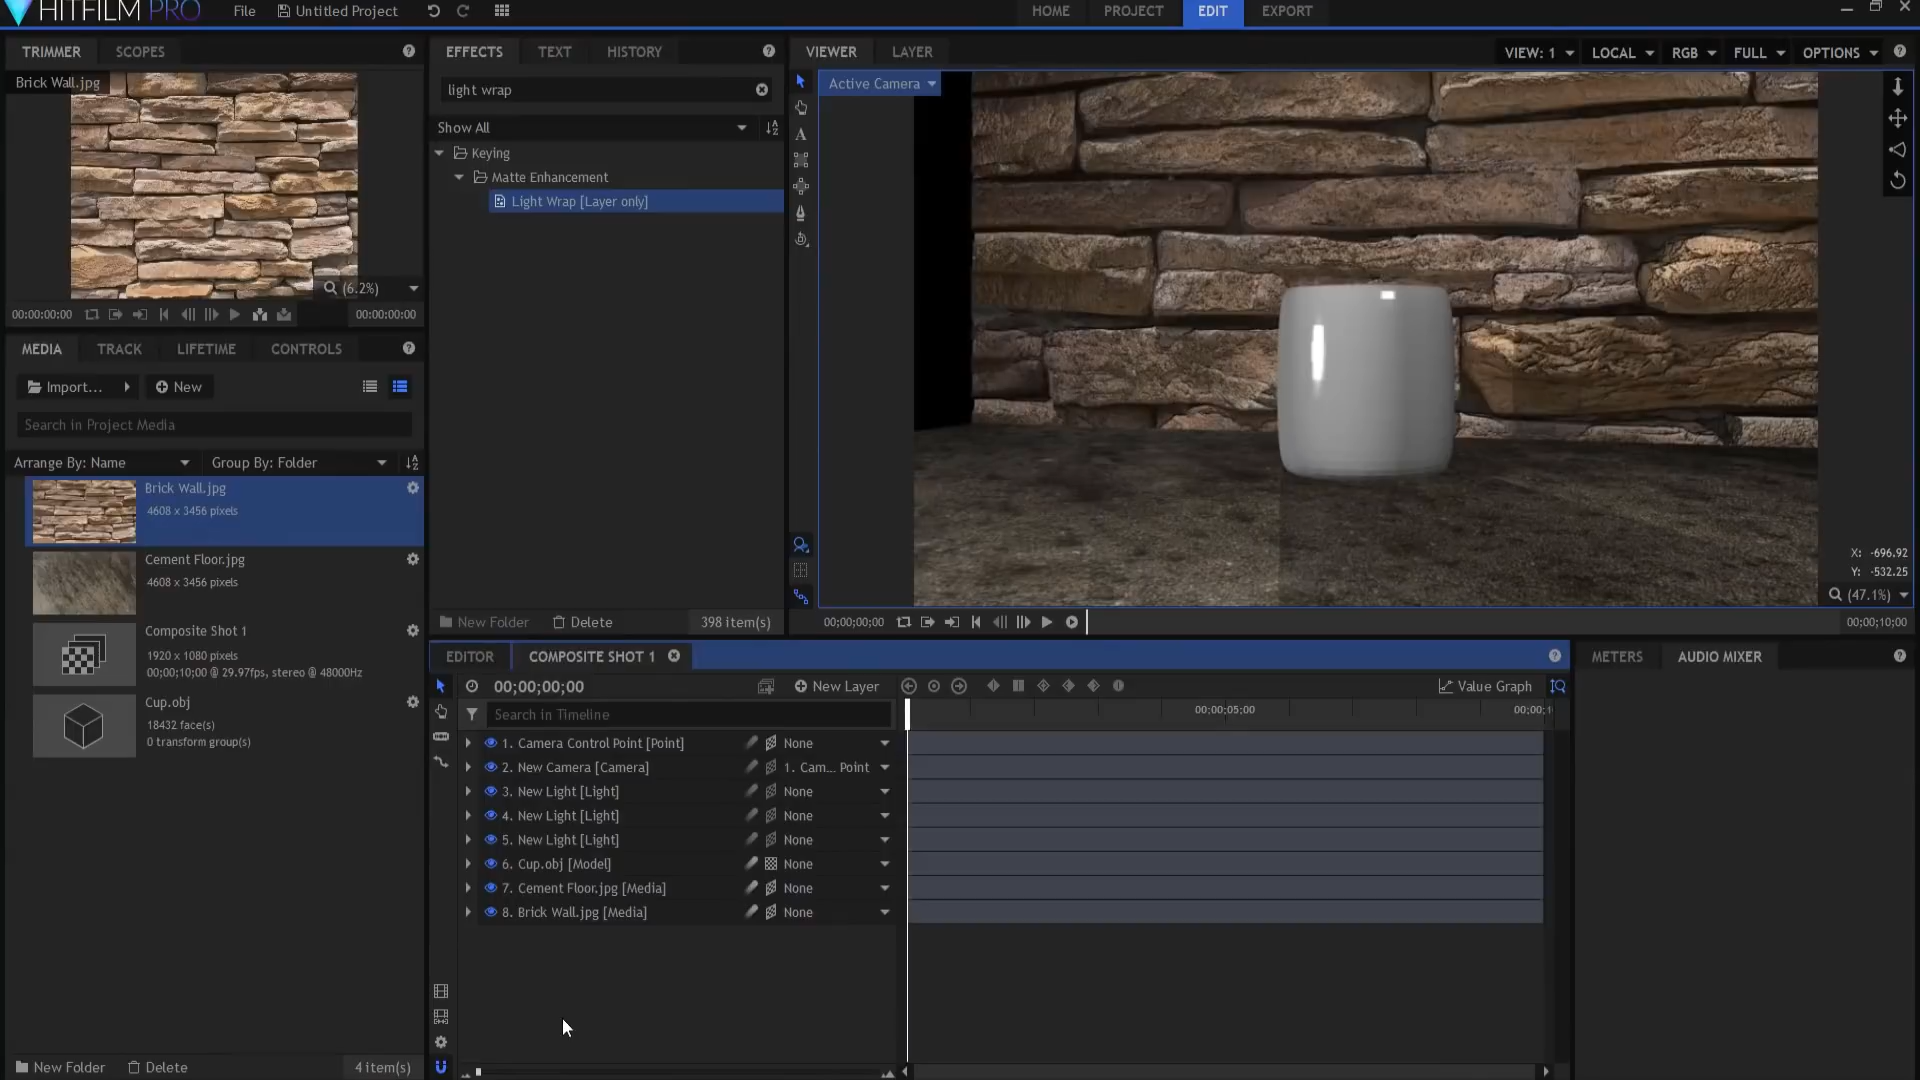 HITFILM PRO
File
Untitled Project
HOME
PROJECT
EDIT
EXPORT
TRIMMER
SCOPES
Brick Wall.jpg
(6.2%)
00:00:00:00
00:00:00:00
MEDIA
TRACK
LIFETIME
CONTROLS
Import...
New
Search in Project Media
Arrange By: Name
Group By: Folder
Brick Wall.jpg
4608 x 3456 pixels
Cement Floor.jpg
4608 x 3456 pixels
Composite Shot 1
1920 x 1080 pixels
00;00;10;00 @ 29.97fps, stereo @ 48000Hz
Cup.obj
18432 face(s)
0 transform group(s)
New Folder
Delete
4 item(s)
EFFECTS
TEXT
HISTORY
light wrap
Show All
Keying
Matte Enhancement
Light Wrap [Layer only]
New Folder
Delete
398 item(s)
VIEWER
LAYER
VIEW: 1
LOCAL
RGB
FULL
OPTIONS
Active Camera
A
X: -696.92
Y: -532.25
(47.1%)
00;00;00;00
00;00;10;00
EDITOR
COMPOSITE SHOT 1
00;00;00;00
New Layer
Value Graph
Search in Timeline
00;00;05;00
00;00;1
1. Camera Control Point [Point]
None
2. New Camera [Camera]
1. Cam... Point
3. New Light [Light]
None
4. New Light [Light]
None
5. New Light [Light]
None
6. Cup.obj [Model]
None
7. Cement Floor.jpg [Media]
None
8. Brick Wall.jpg [Media]
None
METERS
AUDIO MIXER